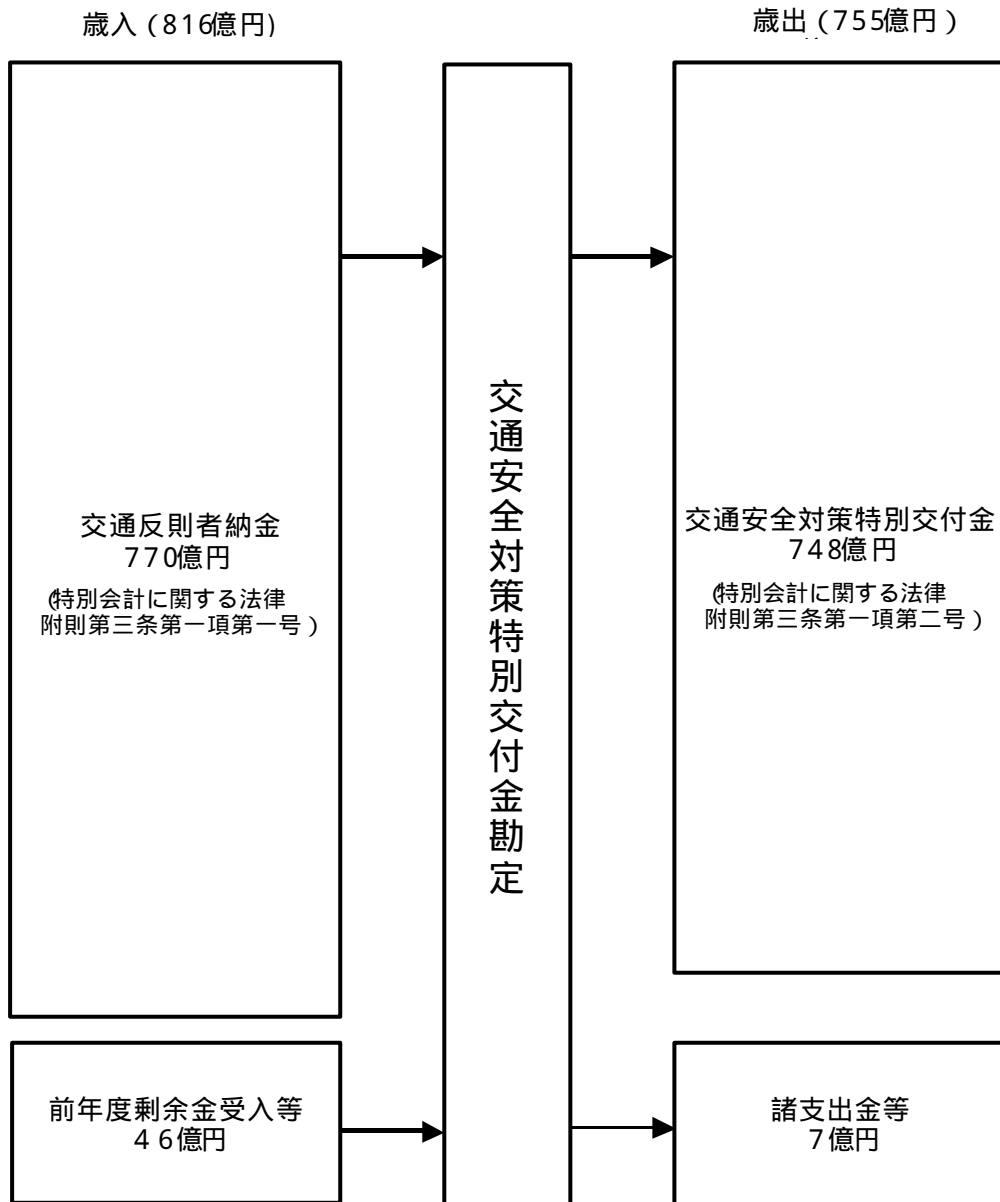 歳入（816億円)
歳出（755億円）
交通反則者納金
770億円
(特別会計に関する法律
附則第三条第一項第一号）
交通安全対策特別交付金勘定
交通安全対策特別交付金
748億円
(特別会計に関する法律
附則第三条第一項第二号）
前年度剰余金受入等
４６億円
諸支出金等
7億円